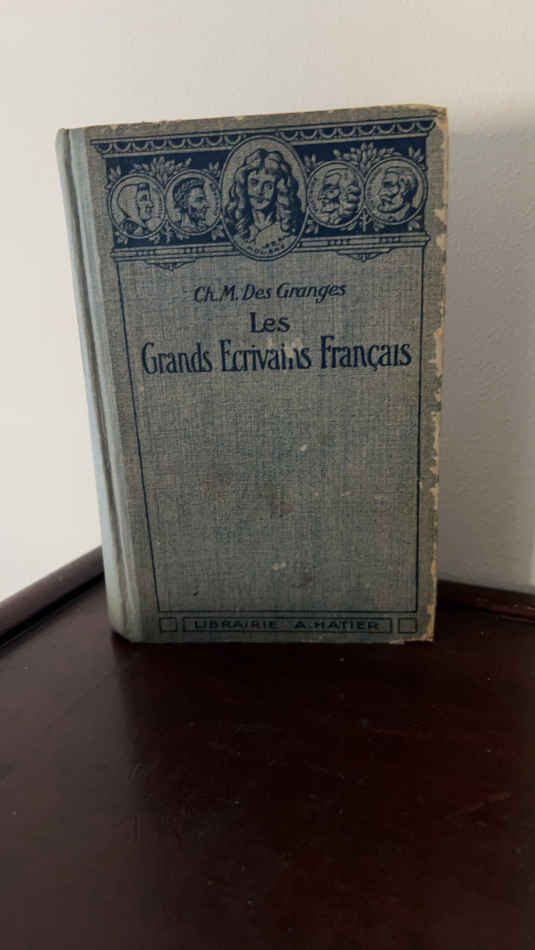 Ch. M. Des Granges
Les
Grands Ecrivains Français
LIBRAIRIE A. HATIER